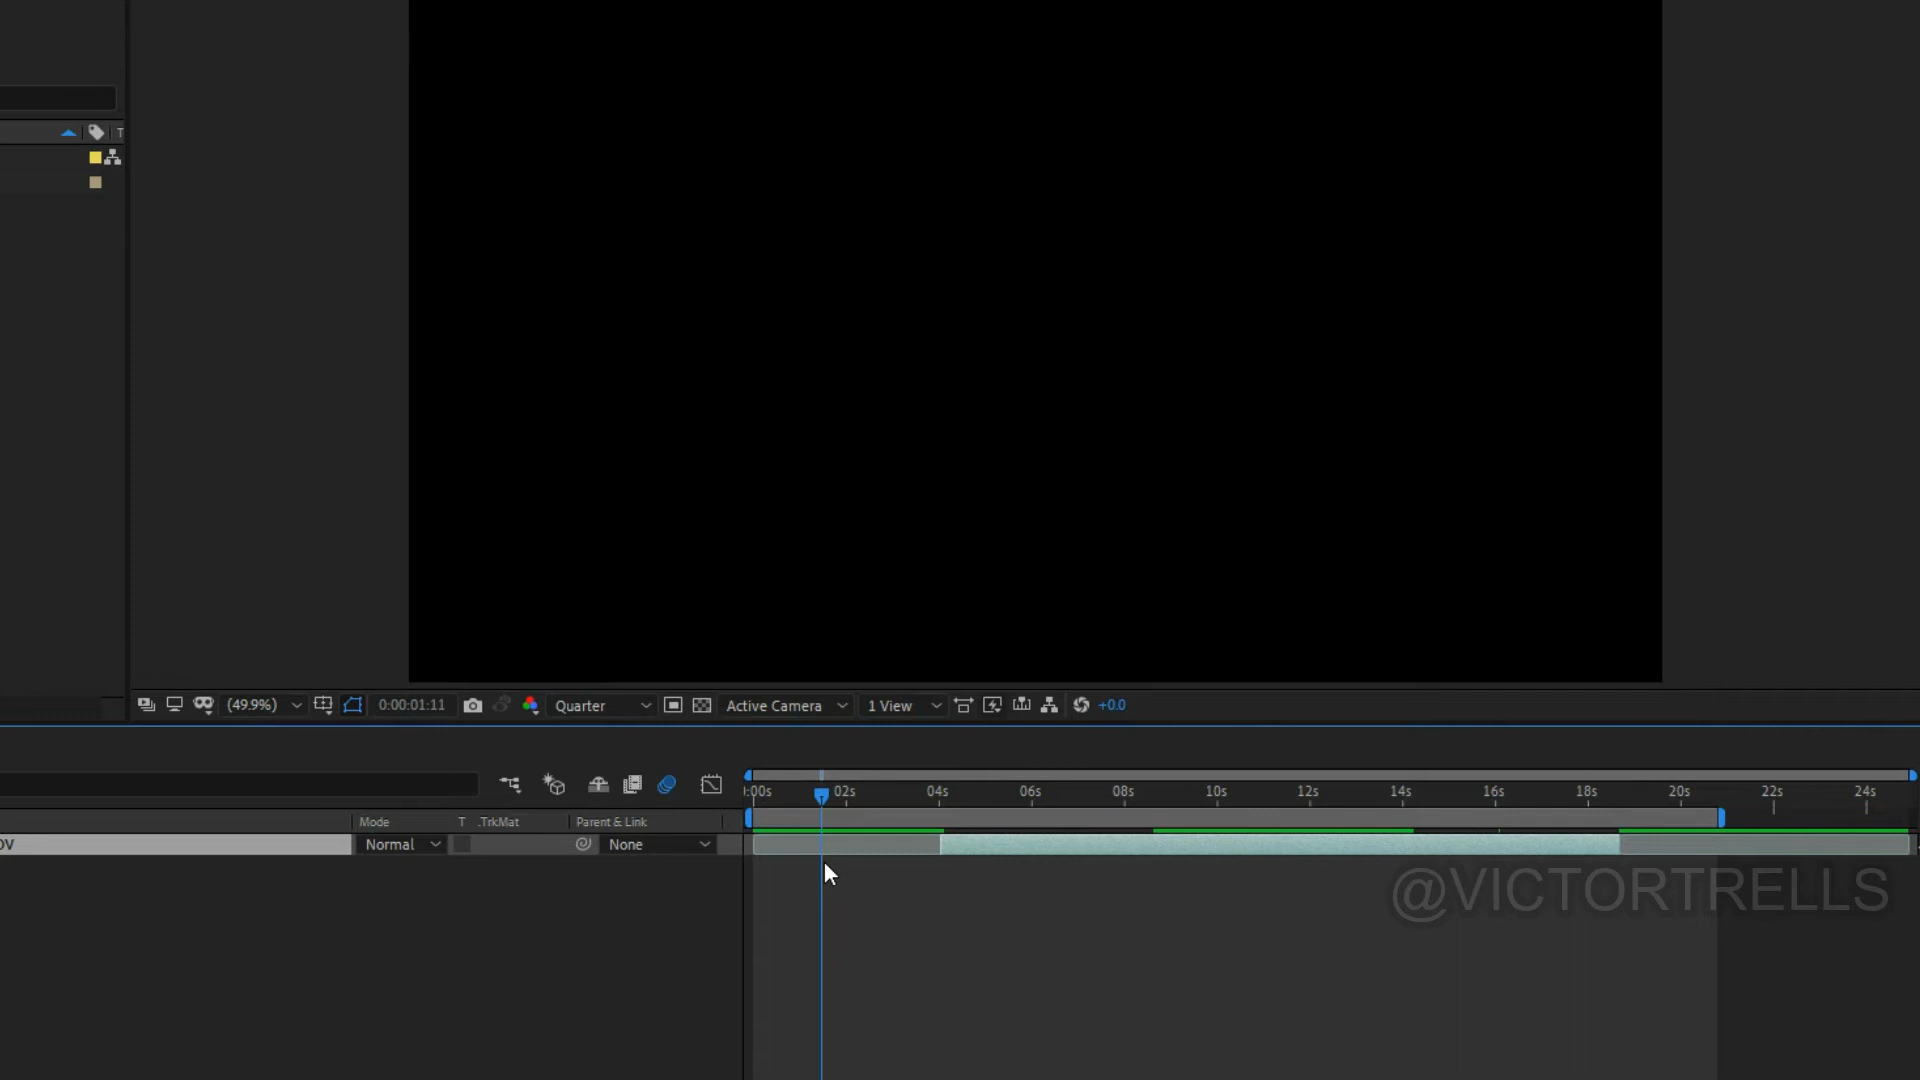 T
(49.9%)
0:00:01:11
Quarter
Active Camera
1 View
+0.0
:00s
02s
04s
06s
08s
10s
12s
14s
16s
18s
20s
22s
24s
Mode
T
.TrkMat
Parent & Link
OV
Normal
None
@VICTORTRELLS